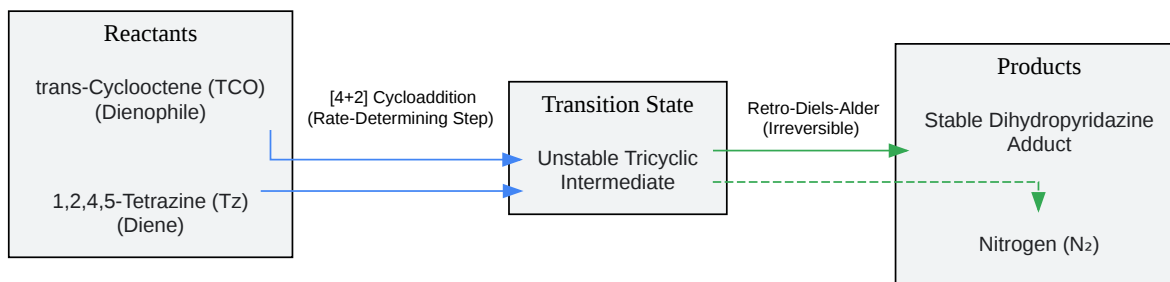 Reactants
trans-Cyclooctene (TCO)
(Dienophile)
1,2,4,5-Tetrazine (Tz)
(Diene)
[4+2] Cycloaddition
(Rate-Determining Step)
Transition State
Unstable Tricyclic
Intermediate
Retro-Diels-Alder
(Irreversible)
Products
Stable Dihydropyridazine
Adduct
Nitrogen (N₂)